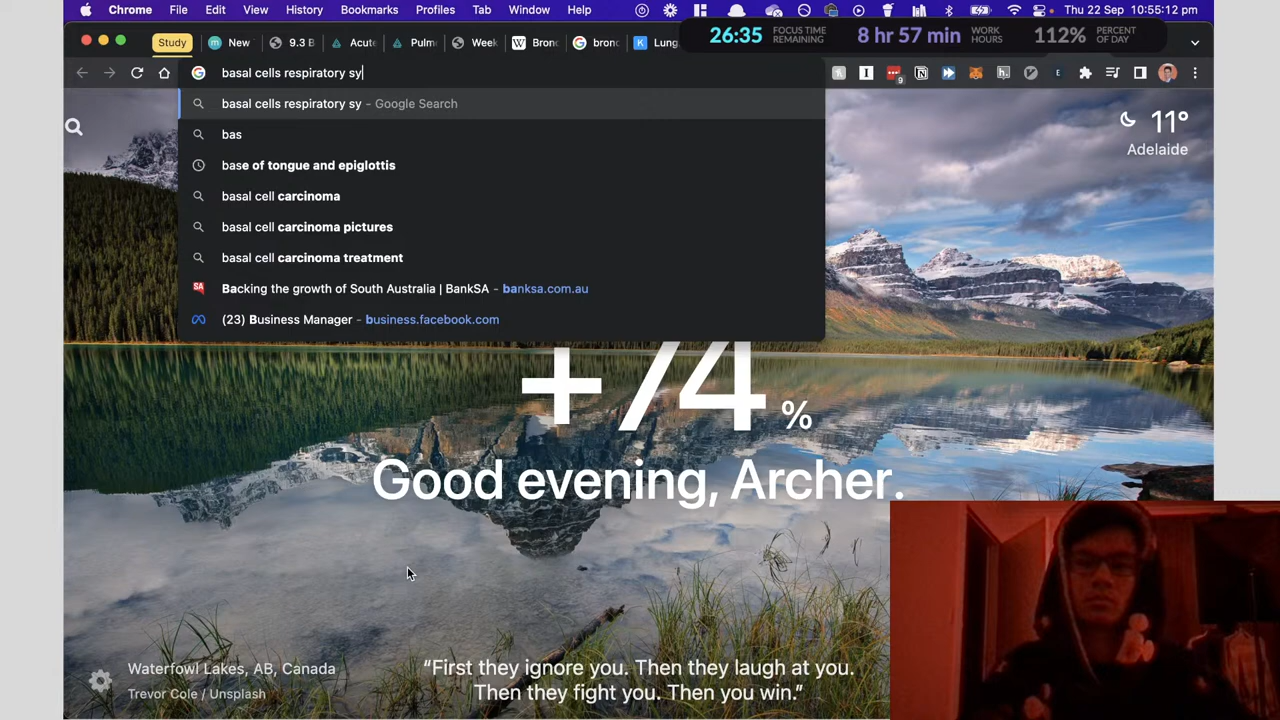 Chrome File Edit View History Bookmarks Profiles Tab Window Help Thu 22 Sep 10:55:12 pm
Study New 9.3 B Acute Pulm Week Bronc bronc Lung
26:35 FOCUS TIME REMAINING 8 hr 57 min WORK HOURS 112% PERCENT OF DAY
basal cells respiratory sy
9
basal cells respiratory sy - Google Search
bas
base of tongue and epiglottis
basal cell carcinoma
basal cell carcinoma pictures
basal cell carcinoma treatment
Backing the growth of South Australia | BankSA - banksa.com.au
(23) Business Manager - business.facebook.com
11°
Adelaide
+74 %
Good evening, Archer.
Waterfowl Lakes, AB, Canada
Trevor Cole / Unsplash
“First they ignore you. Then they laugh at you.
Then they fight you. Then you win.”